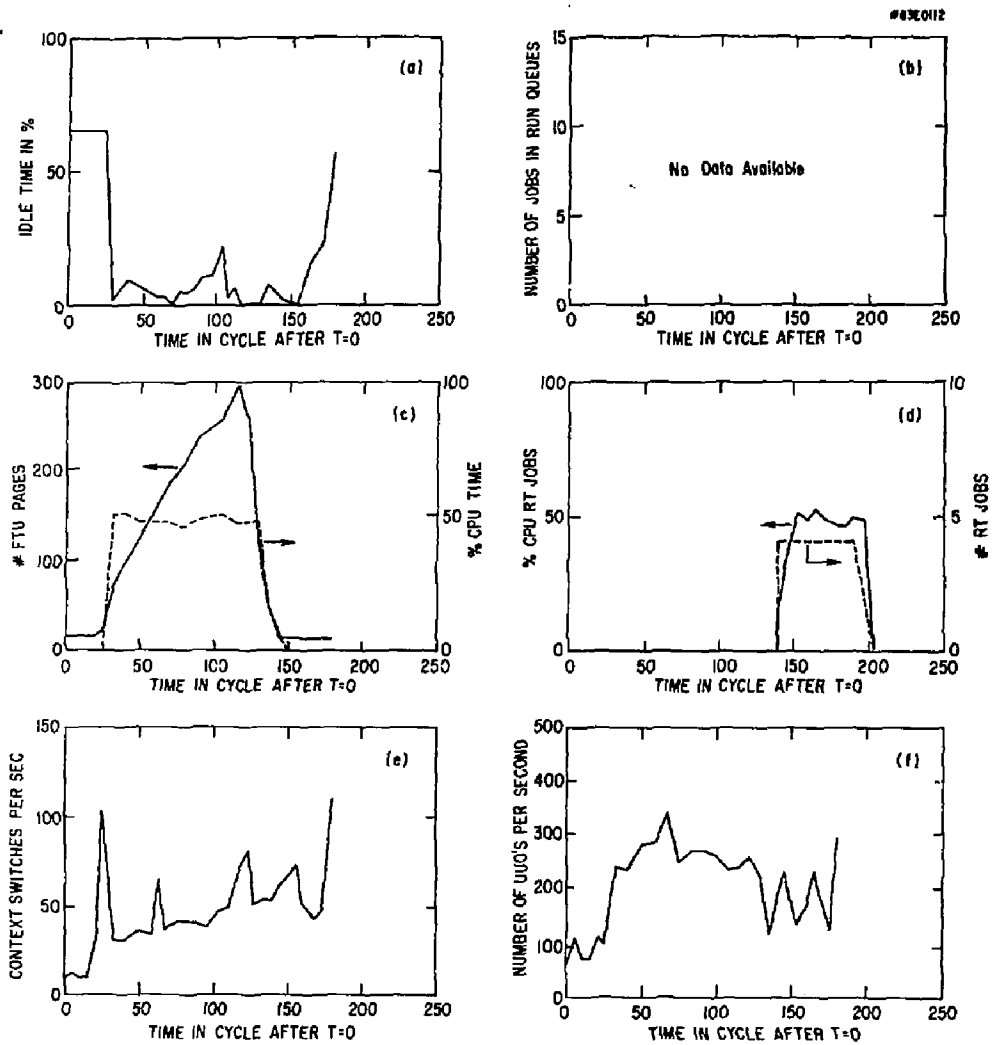 #83E0112
100
50
0
IDLE TIME IN %
(a)
0 50 100 150 200 250
TIME IN CYCLE AFTER T=0
15
10
5
0
NUMBER OF JOBS IN RUN QUEUES
(b)
No Data Available
0 50 100 150 200 250
TIME IN CYCLE AFTER T=0
300
200
100
0
# FTU PAGES
(c)
100
50
0
% CPU TIME
0 50 100 150 200 250
TIME IN CYCLE AFTER T=0
100
50
0
% CPU RT JOBS
(d)
10
5
0
# RT JOBS
0 50 100 150 200 250
TIME IN CYCLE AFTER T=0
150
100
50
0
CONTEXT SWITCHES PER SEC
(e)
0 50 100 150 200 250
TIME IN CYCLE AFTER T=0
500
400
300
200
100
0
NUMBER OF UUO'S PER SECOND
(f)
0 50 100 150 200 250
TIME IN CYCLE AFTER T=0